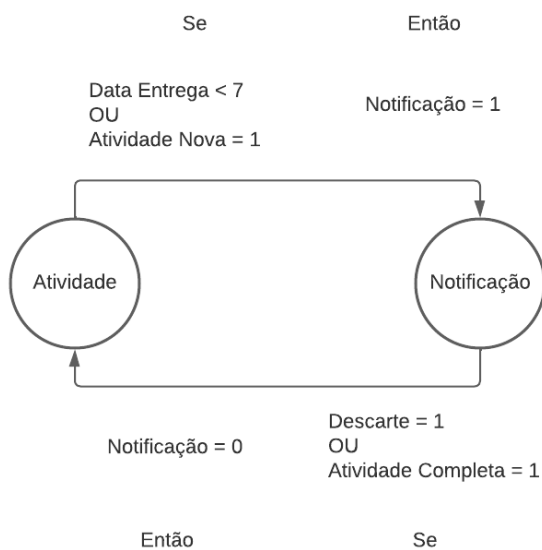 Se
Então
Data Entrega < 7
OU
Atividade Nova = 1
Notificação = 1
Atividade
Notificação
Notificação = 0
Descarte = 1
OU
Atividade Completa = 1
Então
Se